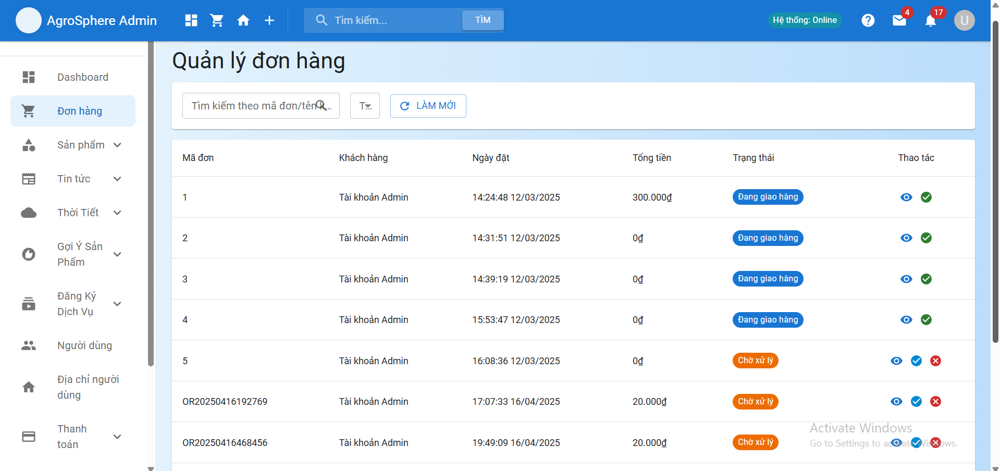 AgroSphere Admin
Tìm kiếm...
TÌM
Hệ thống: Online
4
17
U
Dashboard
Đơn hàng
Sản phẩm
Tin tức
Thời Tiết
Gợi Ý Sản
Phẩm
Đăng Ký
Dịch Vụ
Người dùng
Địa chỉ người
dùng
Thanh
toán
Quản lý đơn hàng
Tìm kiếm theo mã đơn/tên k...
T...
LÀM MỚI
Mã đơn Khách hàng Ngày đặt Tổng tiền Trạng thái Thao tác
1 Tài khoản Admin 14:24:48 12/03/2025 300.000₫ Đang giao hàng
2 Tài khoản Admin 14:31:51 12/03/2025 0₫ Đang giao hàng
3 Tài khoản Admin 14:39:19 12/03/2025 0₫ Đang giao hàng
4 Tài khoản Admin 15:53:47 12/03/2025 0₫ Đang giao hàng
5 Tài khoản Admin 16:08:36 12/03/2025 0₫ Chờ xử lý
OR20250416192769 Tài khoản Admin 17:07:33 16/04/2025 20.000₫ Chờ xử lý
OR20250416468456 Tài khoản Admin 19:49:09 16/04/2025 20.000₫ Chờ xử lý
Activate Windows
Go to Settings to activate Windows.